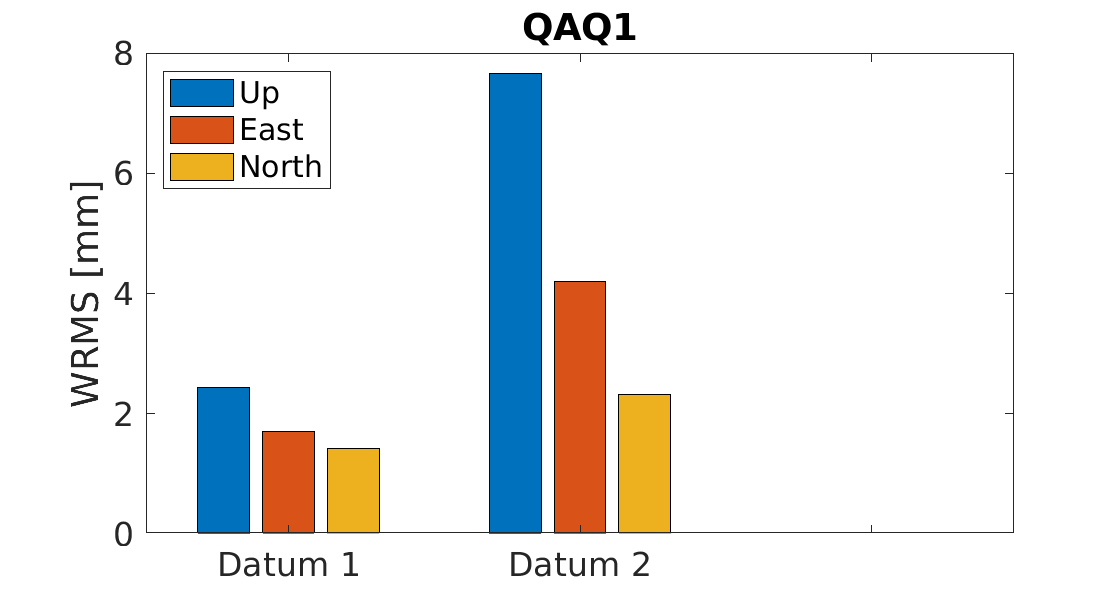 QAQ1
8
6
4
2
0
WRMS [mm]
Up
East
North
Datum 1
Datum 2